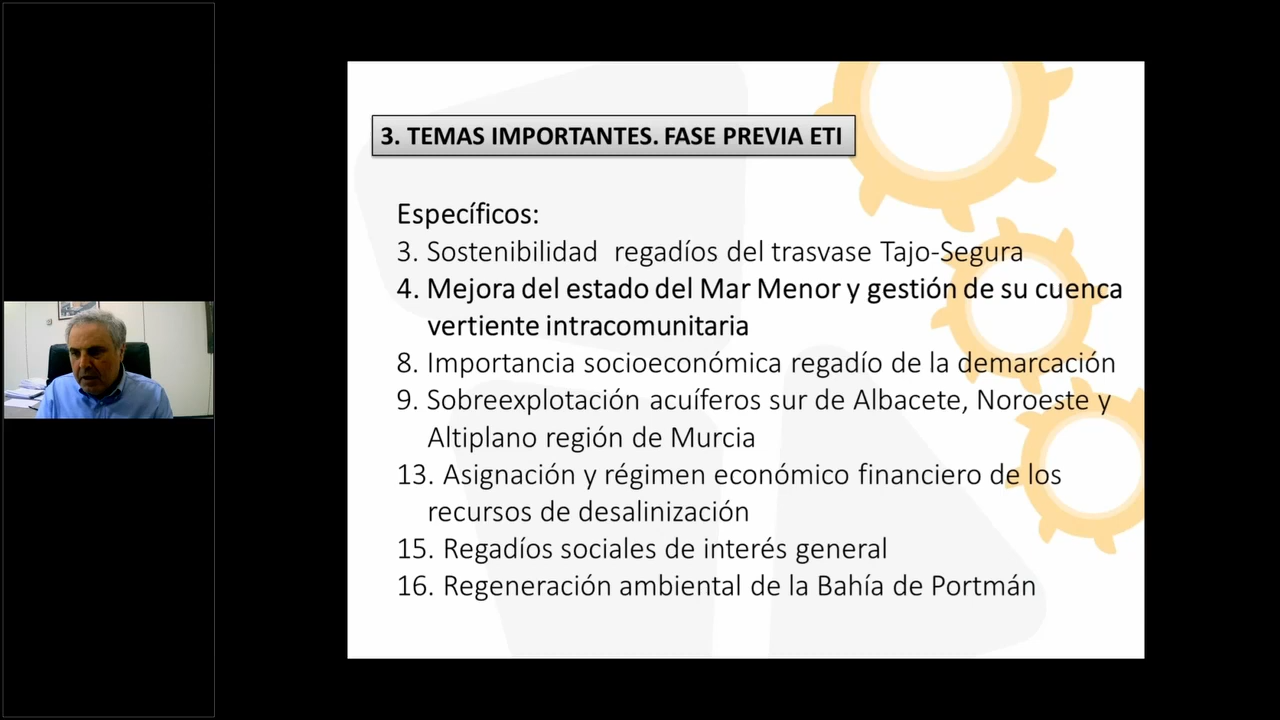 3. TEMAS IMPORTANTES. FASE PREVIA ETI
Específicos:
3. Sostenibilidad regadíos del trasvase Tajo-Segura
4. Mejora del estado del Mar Menor y gestión de su cuenca
vertiente intracomunitaria
8. Importancia socioeconómica regadío de la demarcación
9. Sobreexplotación acuíferos sur de Albacete, Noroeste y
Altiplano región de Murcia
13. Asignación y régimen económico financiero de los
recursos de desalinización
15. Regadíos sociales de interés general
16. Regeneración ambiental de la Bahía de Portmán